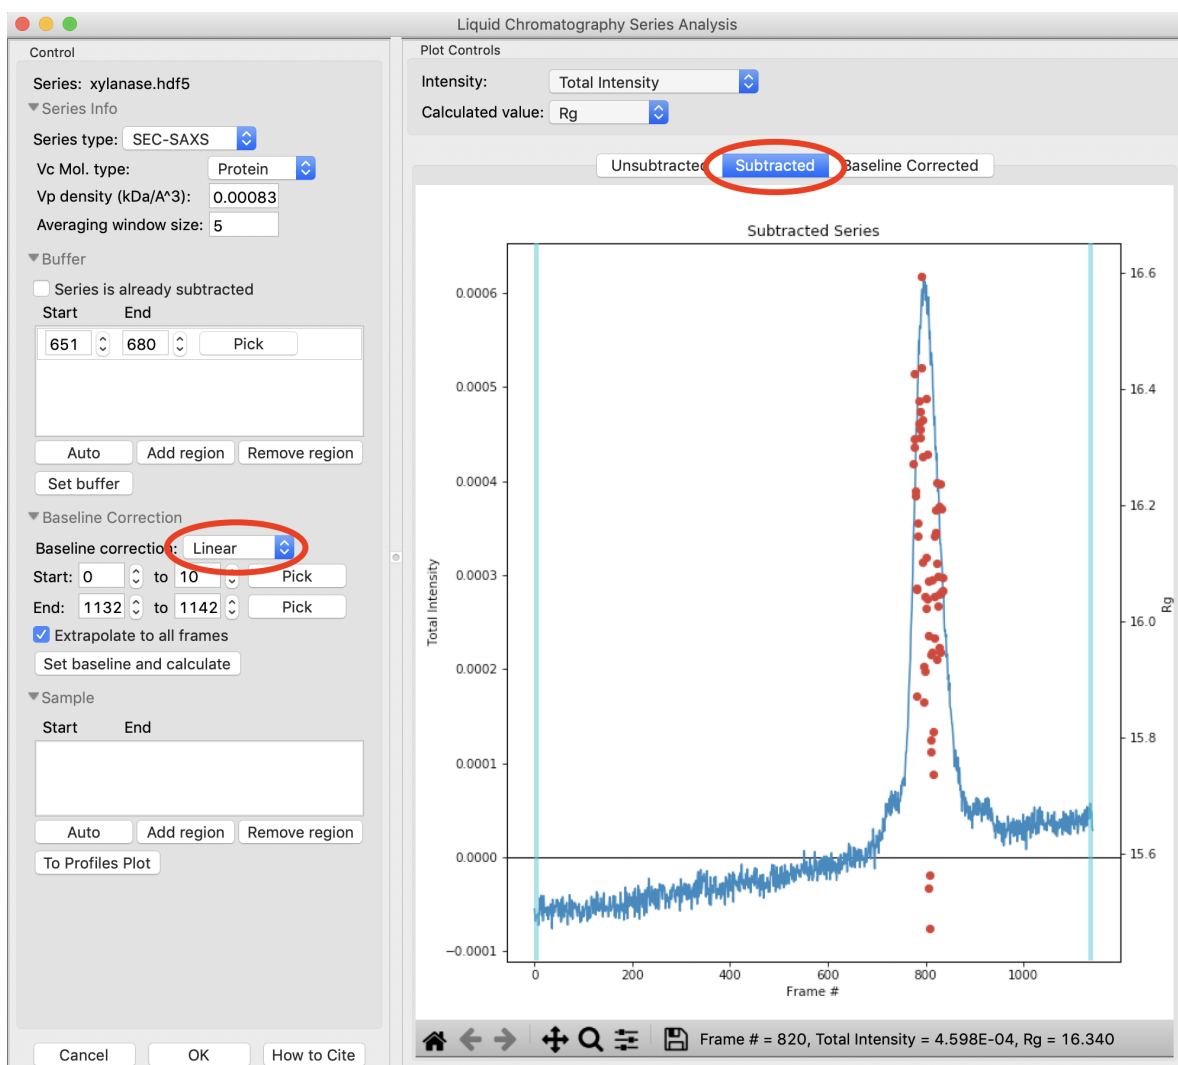 Liquid Chromatography Series Analysis
Control
Series: xylanase.hdf5
Series Info
Series type: SEC-SAXS
Vc Mol. type: Protein
Vp density (kDa/A^3): 0.00083
Averaging window size: 5
Buffer
Series is already subtracted
Start End
651 680 Pick
Auto Add region Remove region
Set buffer
Baseline Correction
Baseline correction: Linear
Start: 0 to 10 Pick
End: 1132 to 1142 Pick
Extrapolate to all frames
Set baseline and calculate
Sample
Start End
Auto Add region Remove region
To Profiles Plot
Cancel OK How to Cite
Plot Controls
Intensity: Total Intensity
Calculated value: Rg
Unsubtracted Subtracted Baseline Corrected
Subtracted Series
0.0006
0.0005
0.0004
0.0003
0.0002
0.0001
0.0000
−0.0001
Total Intensity
16.6
16.4
16.2
16.0
15.8
15.6
Rg
0 200 400 600 800 1000
Frame #
Frame # = 820, Total Intensity = 4.598E-04, Rg = 16.340